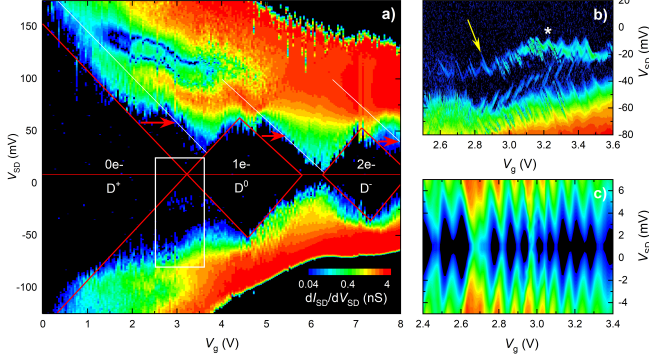 a)
150
100
50
0
-50
-100
V_SD (mV)
0e- 1e- 2e-
D⁺ D⁰ D⁻
0.04 0.4 4
dI_SD/dV_SD (nS)
0 1 2 3 4 5 6 7 8
V_g (V)
b)
*
20
0
-20
-40
-60
-80
V_SD (mV)
2.6 2.8 3.0 3.2 3.4 3.6
V_g (V)
c)
6
4
2
0
-2
-4
V_SD (mV)
2.4 2.6 2.8 3.0 3.2 3.4
V_g (V)